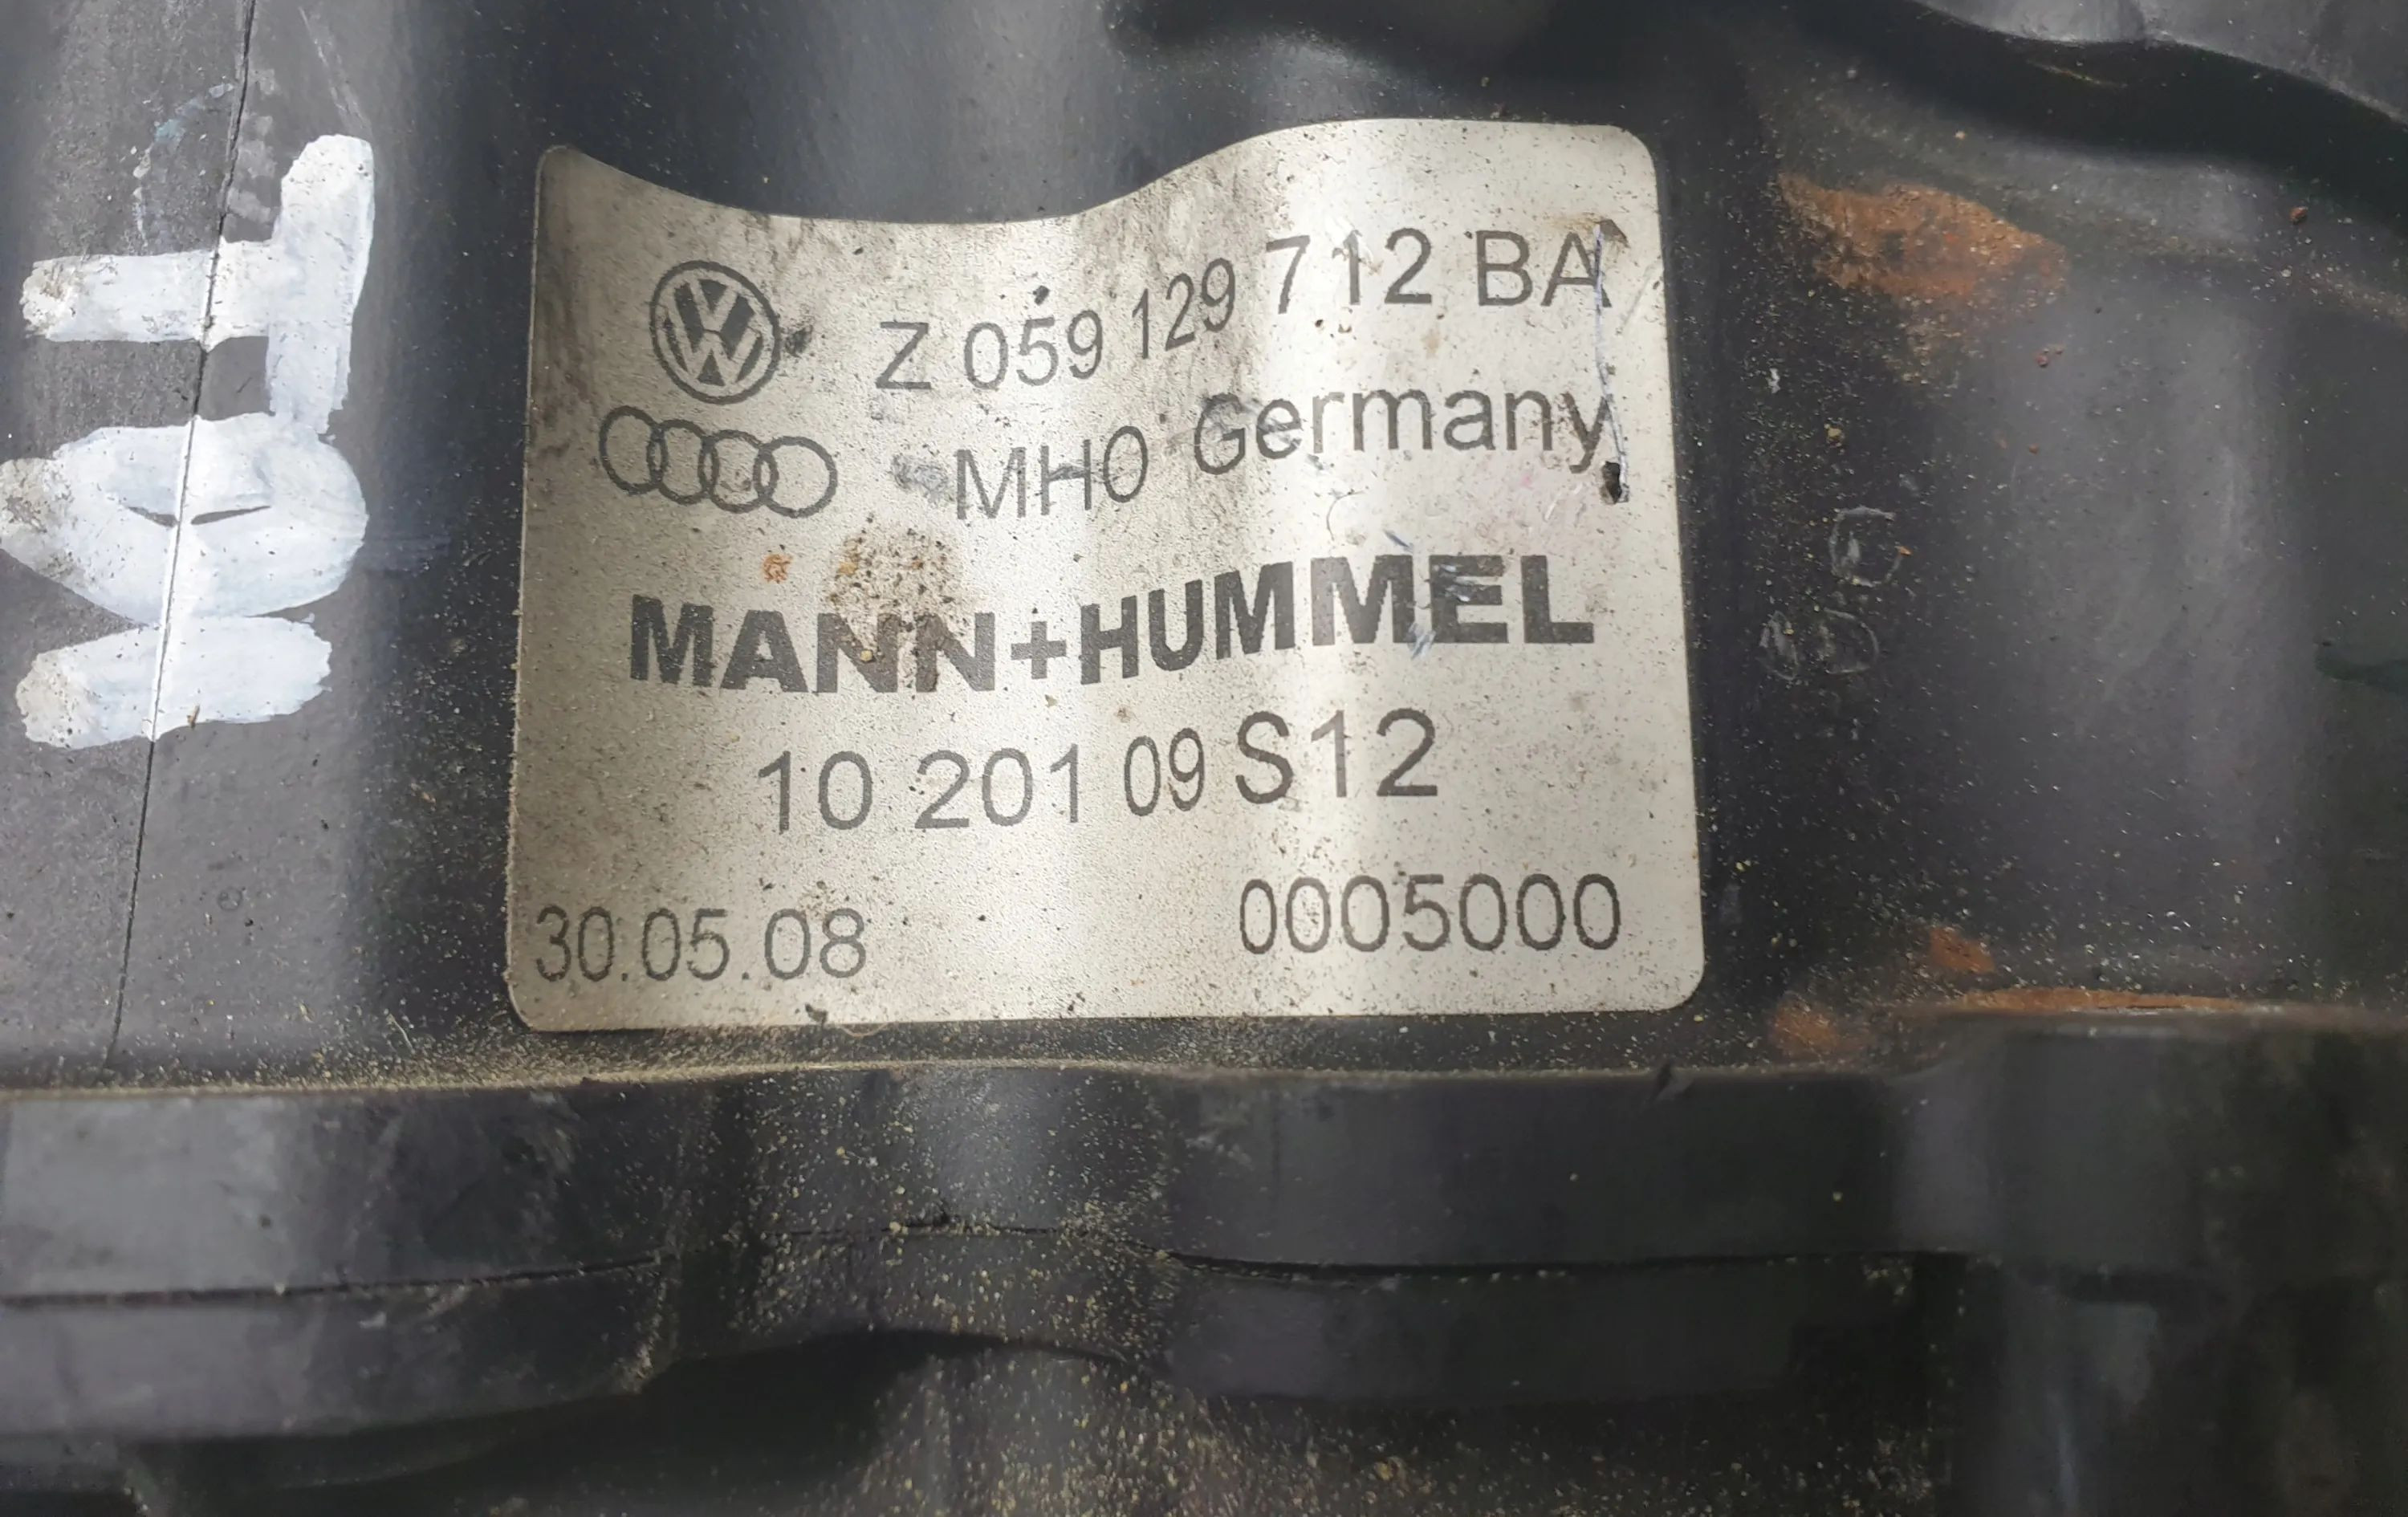 Z 059 129 712 BA
MHO Germany
MANN+HUMMEL
10 201 09 S12
30.05.08 0005000